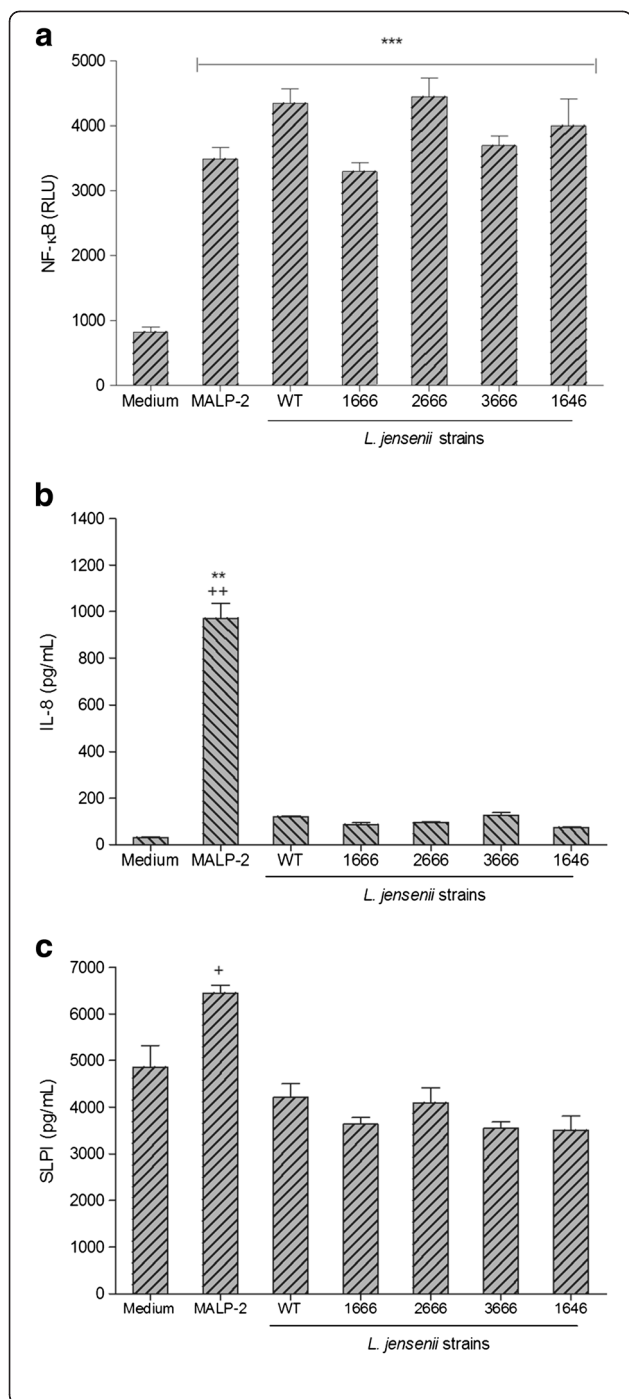 a
***
5000
4000
3000
2000
1000
0
NF-κB (RLU)
Medium MALP-2 WT 1666 2666 3666 1646
L. jensenii strains
b
1400
1200
1000
800
600
400
200
0
IL-8 (pg/mL)
**
++
Medium MALP-2 WT 1666 2666 3666 1646
L. jensenii strains
c
7000
6000
5000
4000
3000
2000
1000
0
SLPI (pg/mL)
+
Medium MALP-2 WT 1666 2666 3666 1646
L. jensenii strains